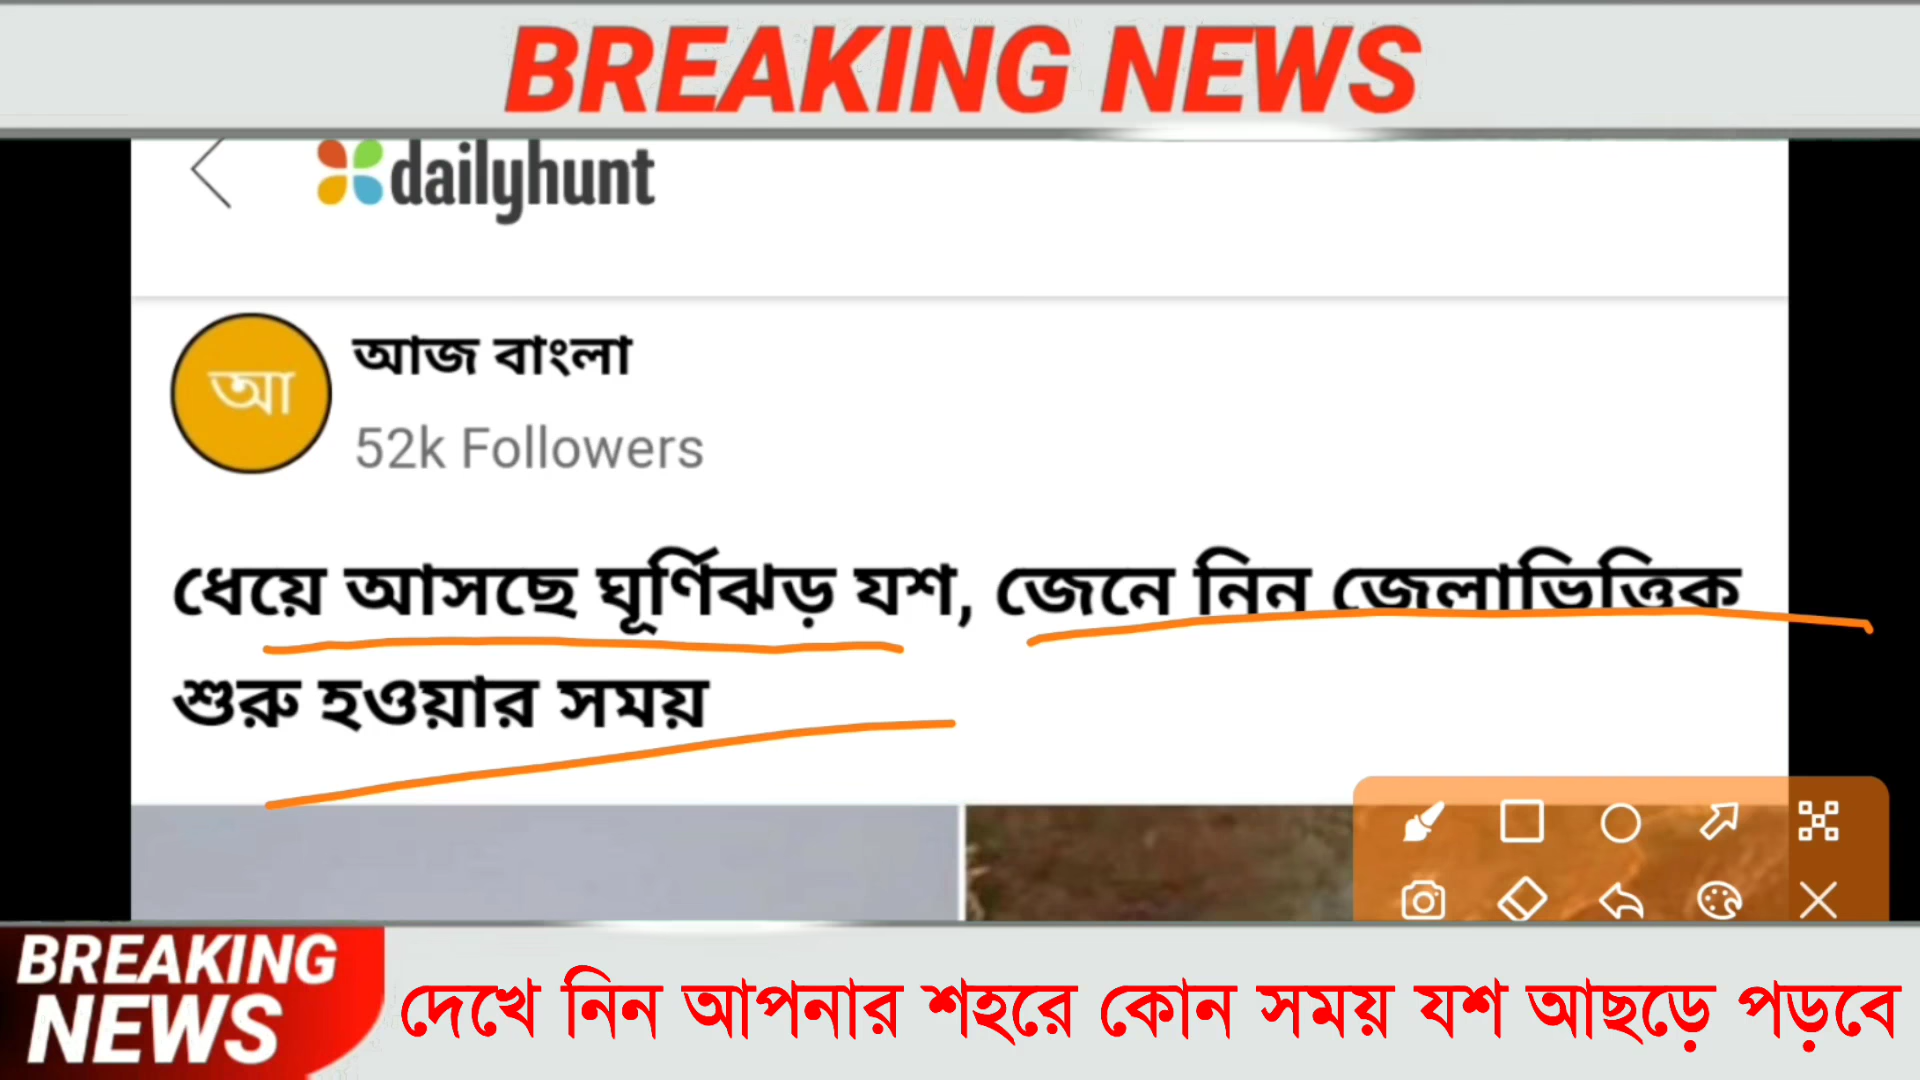 BREAKING NEWS
dailyhunt
আ
আজ বাংলা
52k Followers
ধেয়ে আসছে ঘূর্ণিঝড় যশ, জেনে নিন জেলাভিত্তিক
শুরু হওয়ার সময়
BREAKING
NEWS
দেখে নিন আপনার শহরে কোন সময় যশ আছড়ে পড়বে